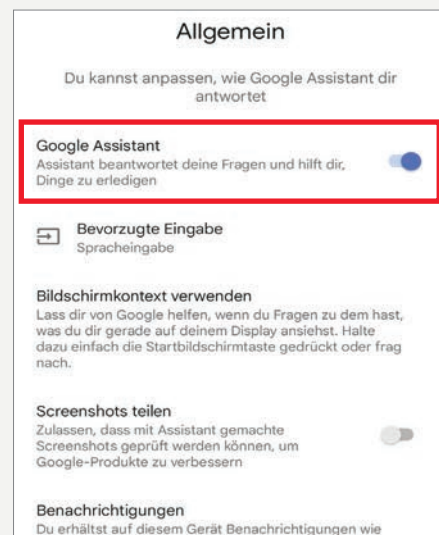 Allgemein
Du kannst anpassen, wie Google Assistant dir
antwortet
Google Assistant
Assistant beantwortet deine Fragen und hilft dir,
Dinge zu erledigen
Bevorzugte Eingabe
Spracheingabe
Bildschirmkontext verwenden
Lass dir von Google helfen, wenn du Fragen zu dem hast,
was du dir gerade auf deinem Display ansiehst. Halte
dazu einfach die Startbildschirmtaste gedrückt oder frag
nach.
Screenshots teilen
Zulassen, dass mit Assistant gemachte
Screenshots geprüft werden können, um
Google-Produkte zu verbessern
Benachrichtigungen
Du erhältst auf diesem Gerät Benachrichtigungen wie